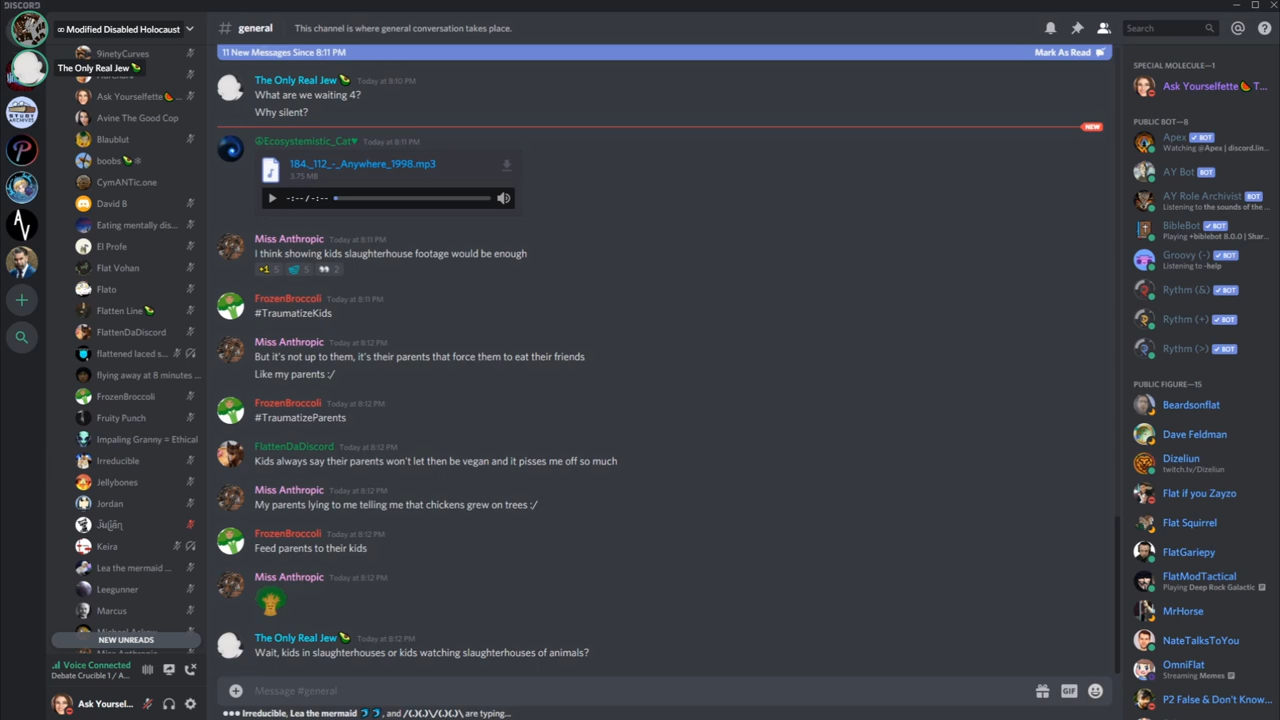 DISCORD
∞ Modified Disabled Holocaust
The Only Real Jew
9inetyCurves
Ask Yourselfette 🍉 ...
Avine The Good Cop
Blaublut
boobs
CymANTic.one
David B
Eating mentally dis...
El Profe
Flat Vohan
Flato
Flatten Line
FlattenDaDiscord
flattened laced s...
flying away at 8 minutes ...
FrozenBroccoli
Fruity Punch
Impaling Granny = Ethical
Irreducible
Jellybones
Jordan
Keira
Lea the mermaid ...
Leegunner
Marcus
NEW UNREADS
Voice Connected
Debate Crucible 1 / A...
Ask Yoursel...
# general
This channel is where general conversation takes place.
Search
11 New Messages Since 8:11 PM
Mark As Read
The Only Real Jew Today at 8:10 PM
What are we waiting 4?
Why silent?
NEW
☮Ecosystemistic_Cat♥ Today at 8:11 PM
184._112_-_Anywhere_1998.mp3
3.75 MB
-:-- / -:--
Miss Anthropic Today at 8:11 PM
I think showing kids slaughterhouse footage would be enough
+1 5 5 2
FrozenBroccoli Today at 8:11 PM
#TraumatizeKids
Miss Anthropic Today at 8:12 PM
But it's not up to them, it's their parents that force them to eat their friends
Like my parents :/
FrozenBroccoli Today at 8:12 PM
#TraumatizeParents
FlattenDaDiscord Today at 8:12 PM
Kids always say their parents won't let then be vegan and it pisses me off so much
Miss Anthropic Today at 8:12 PM
My parents lying to me telling me that chickens grew on trees :/
FrozenBroccoli Today at 8:12 PM
Feed parents to their kids
Miss Anthropic Today at 8:12 PM
The Only Real Jew Today at 8:12 PM
Wait, kids in slaughterhouses or kids watching slaughterhouses of animals?
Message #general
GIF
Irreducible, Lea the mermaid, and /(.)(.)\/(.)(.)\ are typing...
SPECIAL MOLECULE—1
Ask Yourselfette 🍉 T...
PUBLIC BOT—8
Apex BOT
Watching @Apex | discord.lin...
AY Bot BOT
AY Role Archivist BOT
Listening to the sounds of the...
BibleBot BOT
Playing +biblebot 8.0.0 | Shar...
Groovy (-) BOT
Listening to -help
Rythm (&) BOT
Rythm (+) BOT
Rythm (>) BOT
PUBLIC FIGURE—15
Beardsonflat
Dave Feldman
Dizeliun
twitch.tv/Dizeliun
Flat if you Zayzo
Flat Squirrel
FlatGariepy
FlatModTactical
Playing Deep Rock Galactic
MrHorse
NateTalksToYou
OmniFlat
Streaming Memes
P2 False & Don't Know...